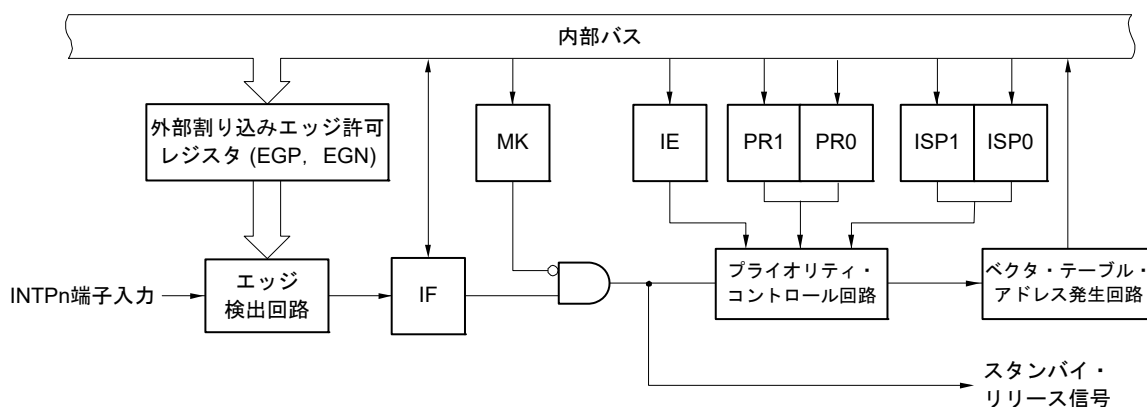 内部バス
外部割り込みエッジ許可
レジスタ (EGP, EGN)
MK
IE
PR1
PR0
ISP1
ISP0
INTPn端子入力
エッジ
検出回路
IF
プライオリティ・
コントロール回路
ベクタ・テーブル・
アドレス発生回路
スタンバイ・
リリース信号